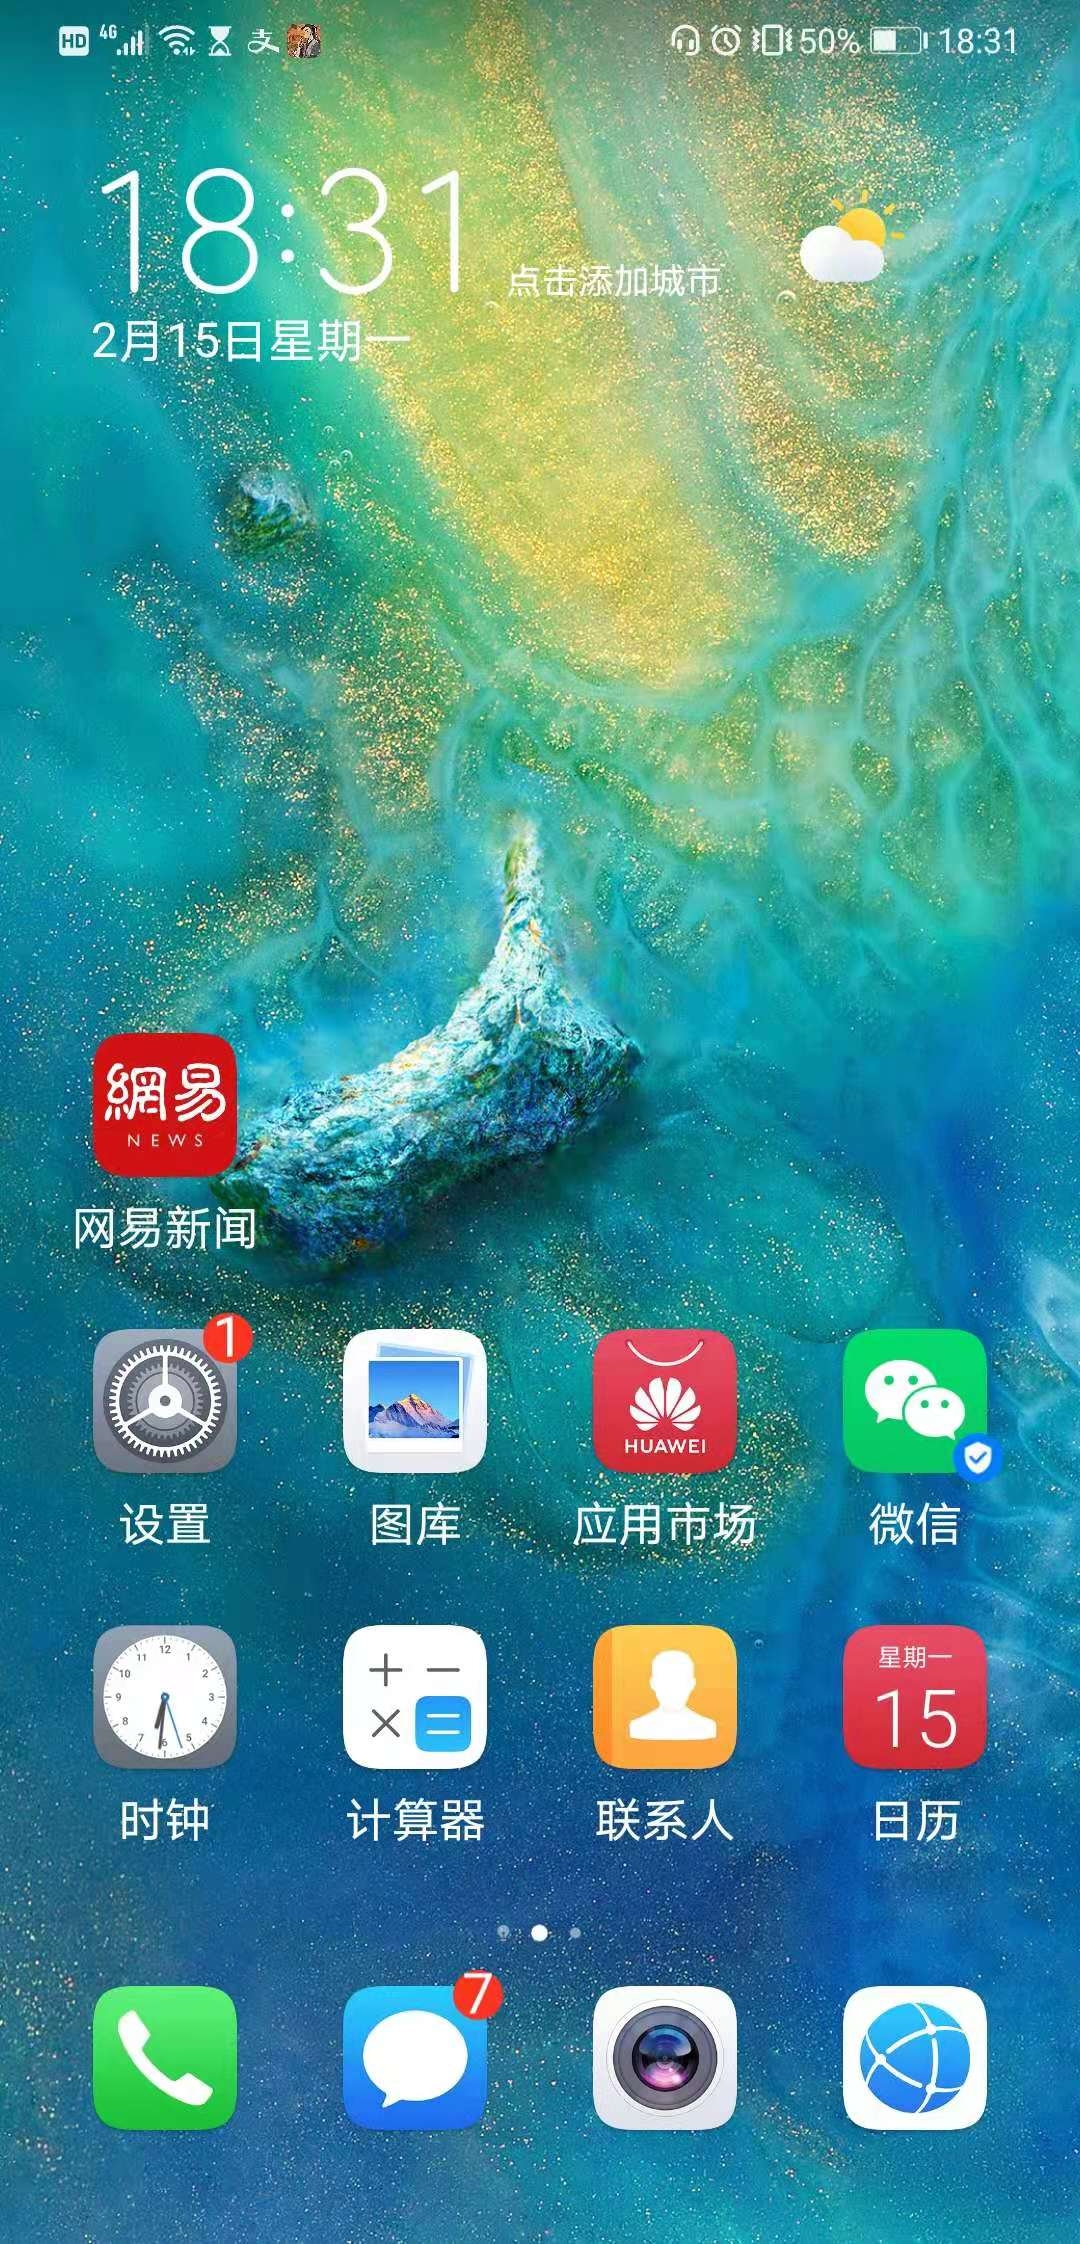 HD 4G 支 50% 18:31
18:31 点击添加城市
2月15日星期一
網易
NEWS
网易新闻
1
HUAWEI
设置 图库 应用市场 微信
12 1 2 3 4 5 6 7 8 9 10 11
星期一
15
时钟 计算器 联系人 日历
7